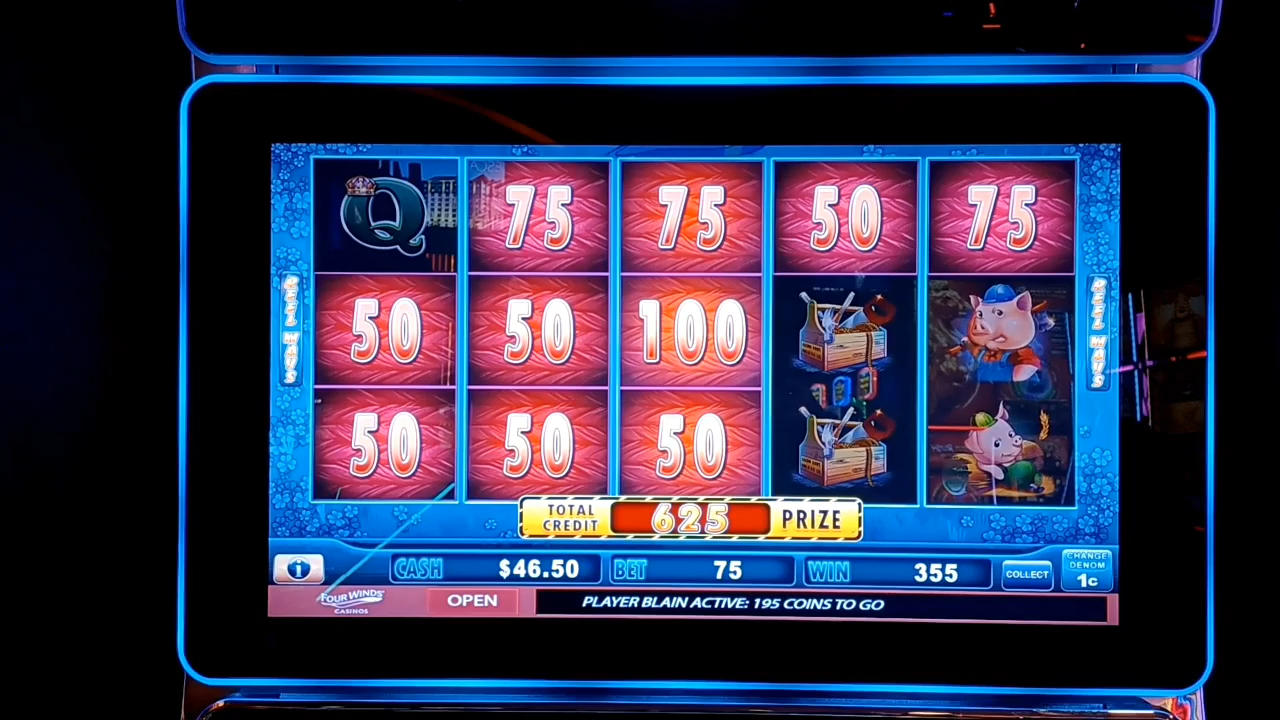 Q 75 75 50 75
50 50 100
50 50 50
REEL WAYS
REEL WAYS
TOTAL CREDIT 625 PRIZE
CASH $46.50 BET 75 WIN 355 COLLECT CHANGE DENOM 1¢
FOUR WINDS CASINOS OPEN PLAYER BLAIN ACTIVE: 195 COINS TO GO